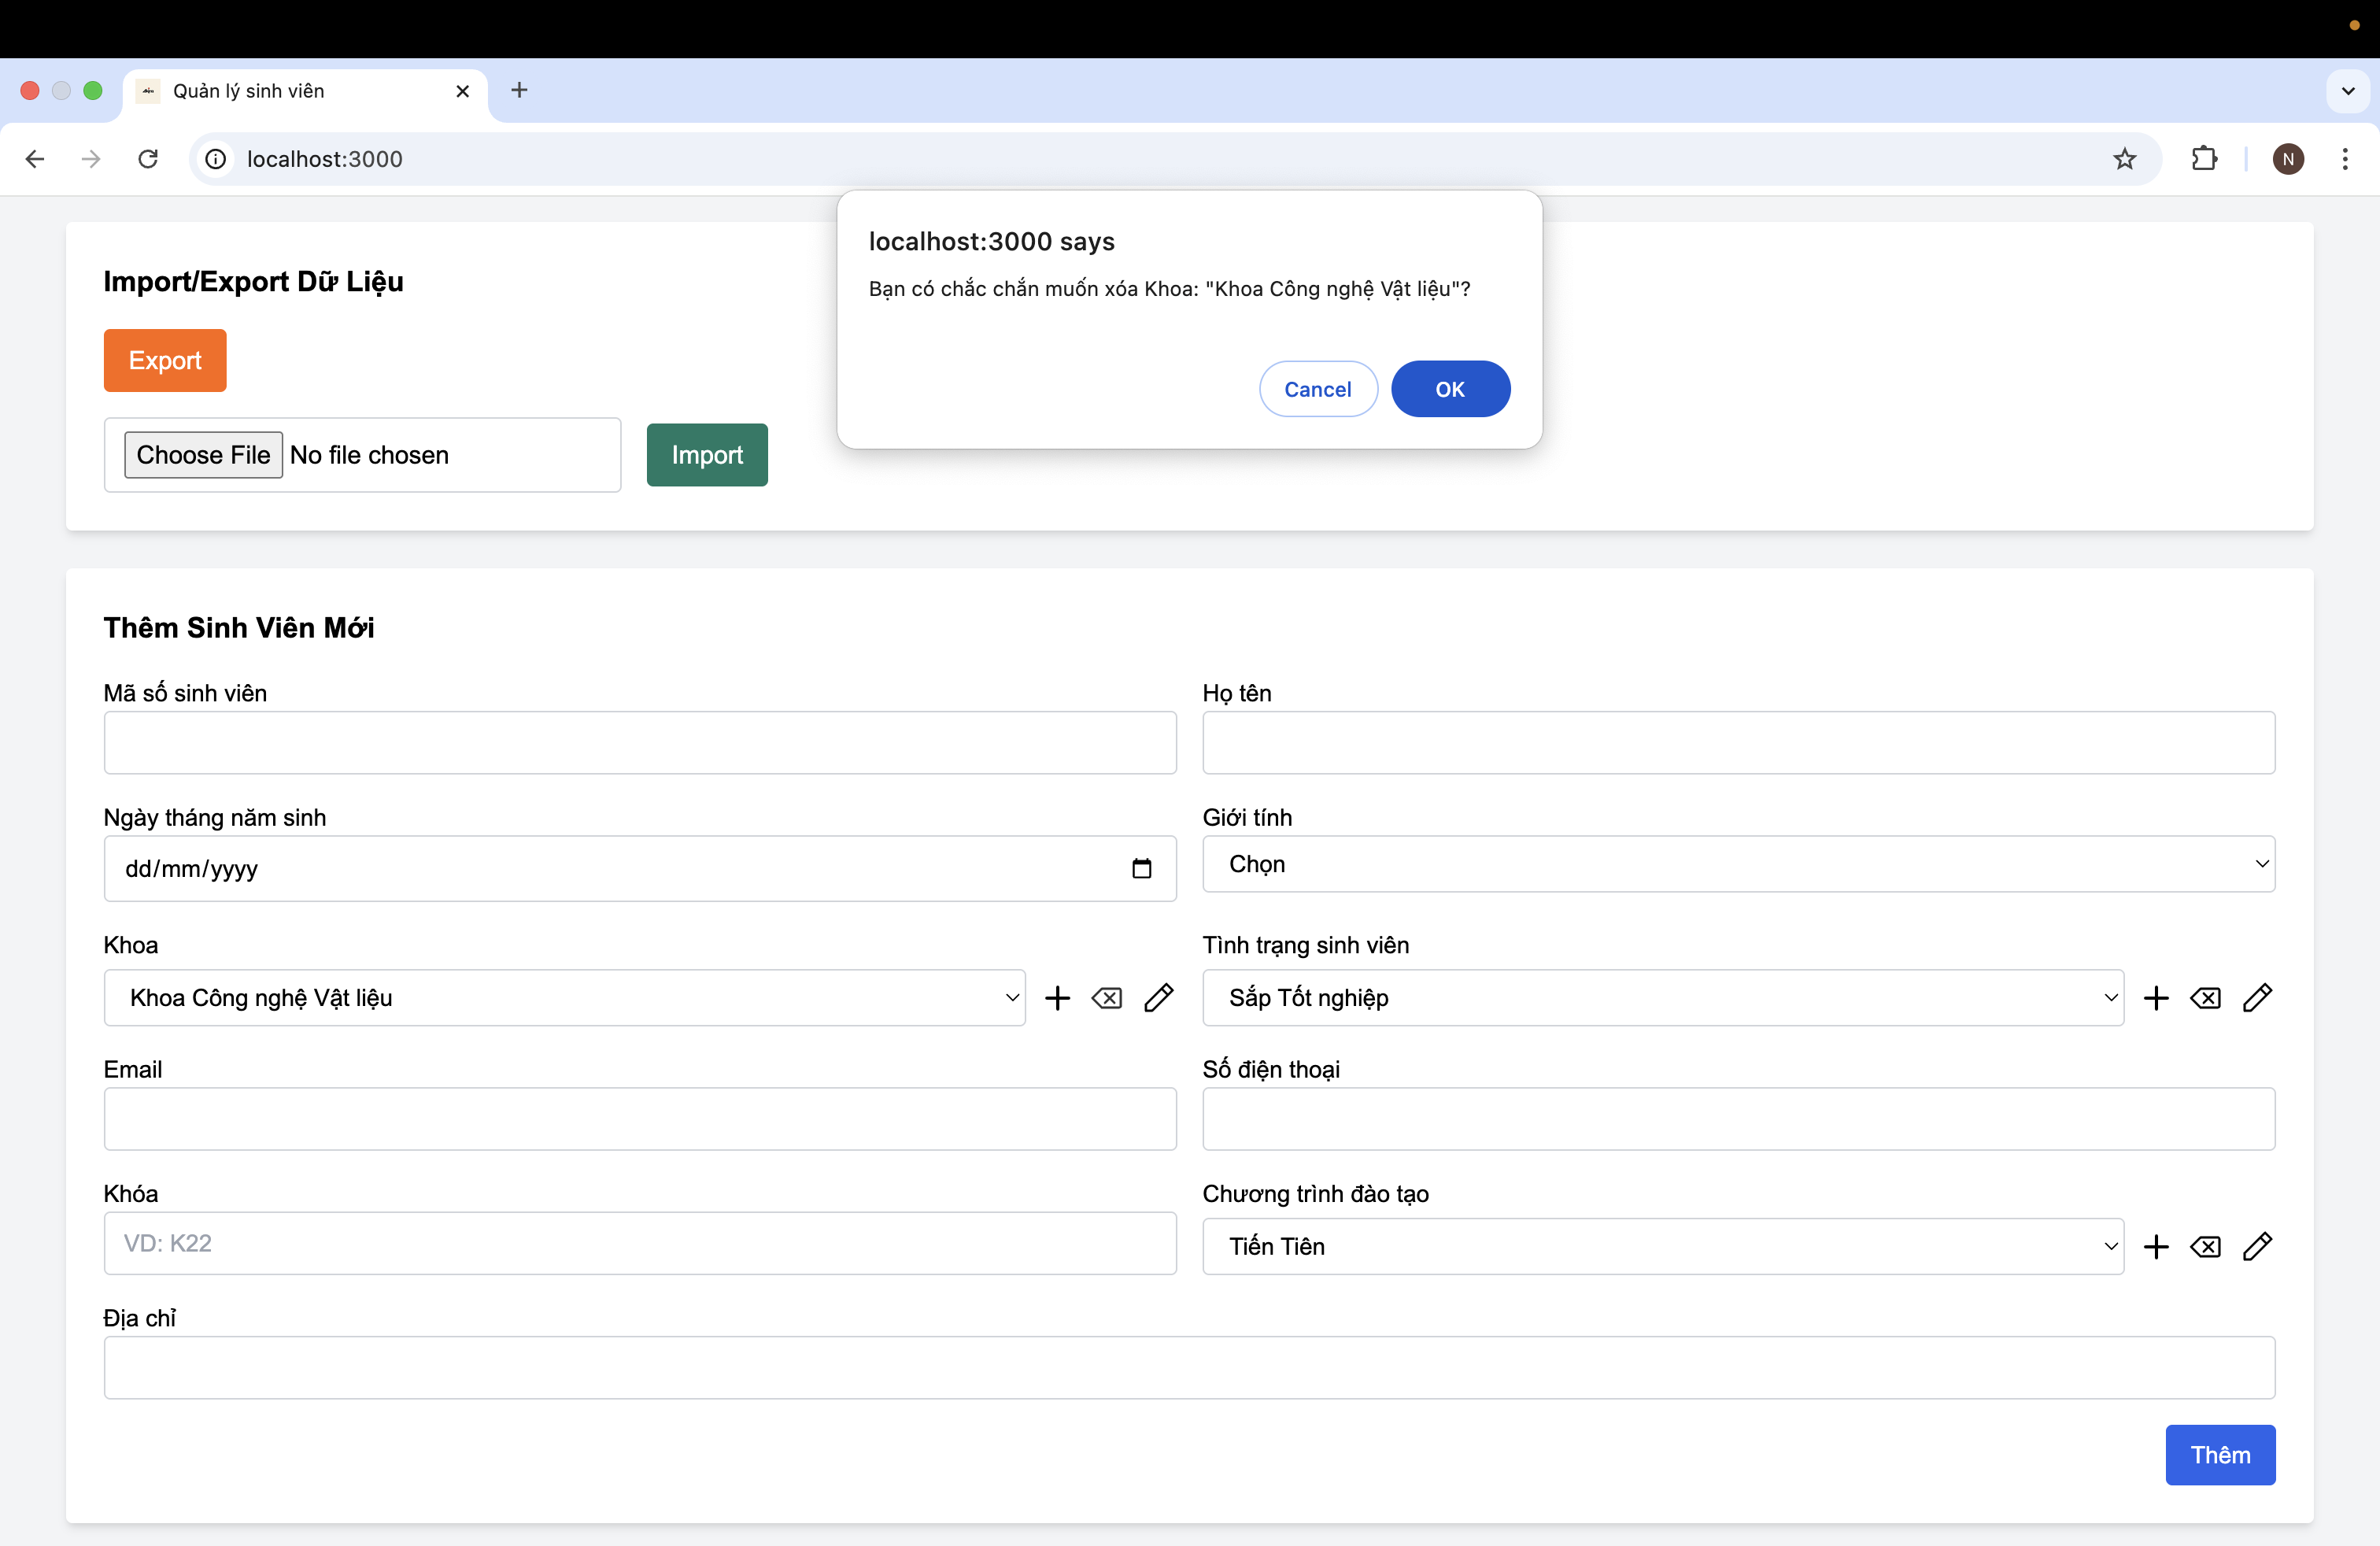 Quản lý sinh viên
localhost:3000
N
localhost:3000 says
Bạn có chắc chắn muốn xóa Khoa: "Khoa Công nghệ Vật liệu"?
Cancel
OK
Import/Export Dữ Liệu
Export
Choose File No file chosen
Import
Thêm Sinh Viên Mới
Mã số sinh viên
Họ tên
Ngày tháng năm sinh
dd/mm/yyyy
Giới tính
Chọn
Khoa
Khoa Công nghệ Vật liệu
Tình trạng sinh viên
Sắp Tốt nghiệp
Email
Số điện thoại
Khóa
VD: K22
Chương trình đào tạo
Tiến Tiên
Địa chỉ
Thêm